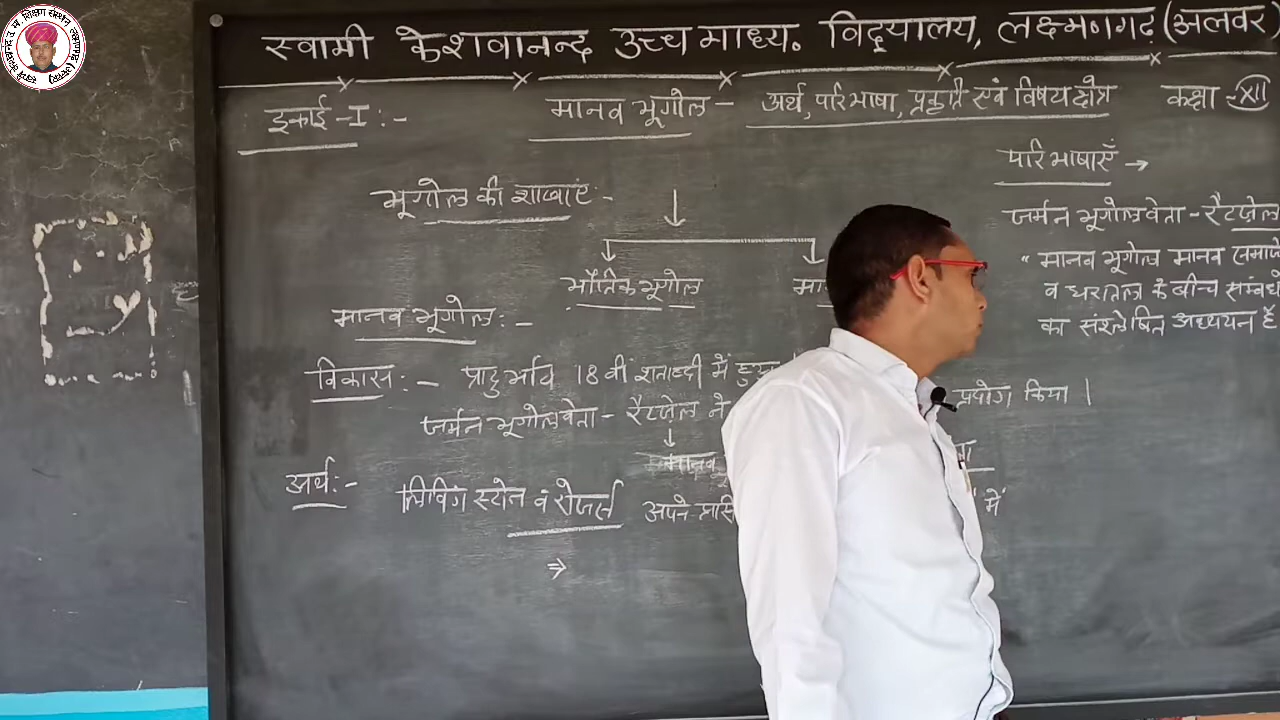 स्वामी केशवानन्द उच्च माध्य. विद्यालय, लक्ष्मणगढ़ (अलवर)
इकाई-I :- मानव भूगोल - अर्थ, परिभाषा, प्रकृति एवं विषय क्षेत्र कक्षा - XII
भूगोल की शाखाएं :-
भौतिक भूगोल
मानव भूगोल :-
विकास :- प्रादुर्भाव 18 वीं शताब्दी में हुआ
जर्मन भूगोलवेता - रैटजेल ने प्रयोग किया ।
मानव
अर्थ :- लिविंग स्टोन व रोजर्स अपने में
⇒
परिभाषाएँ →
जर्मन भूगोलवेता - रैटजेल
" मानव भूगोल मानव समाज
व धरातल के बीच संबंधों
का संश्लेषित अध्ययन है